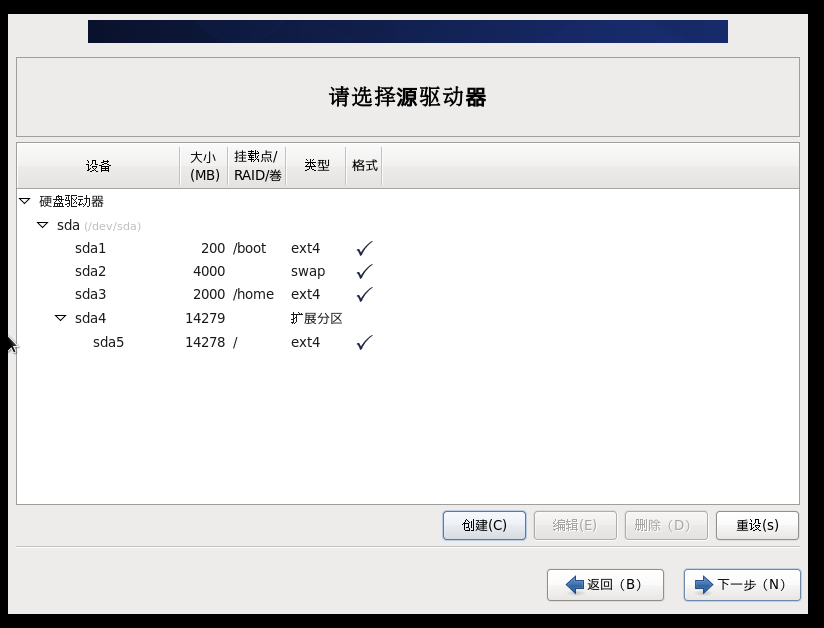 请选择源驱动器
设备 大小(MB) 挂载点/RAID/卷 类型 格式
硬盘驱动器
sda (/dev/sda)
sda1 200 /boot ext4
sda2 4000 swap
sda3 2000 /home ext4
sda4 14279 扩展分区
sda5 14278 / ext4
创建(C) 编辑(E) 删除（D） 重设(s)
返回（B） 下一步（N）